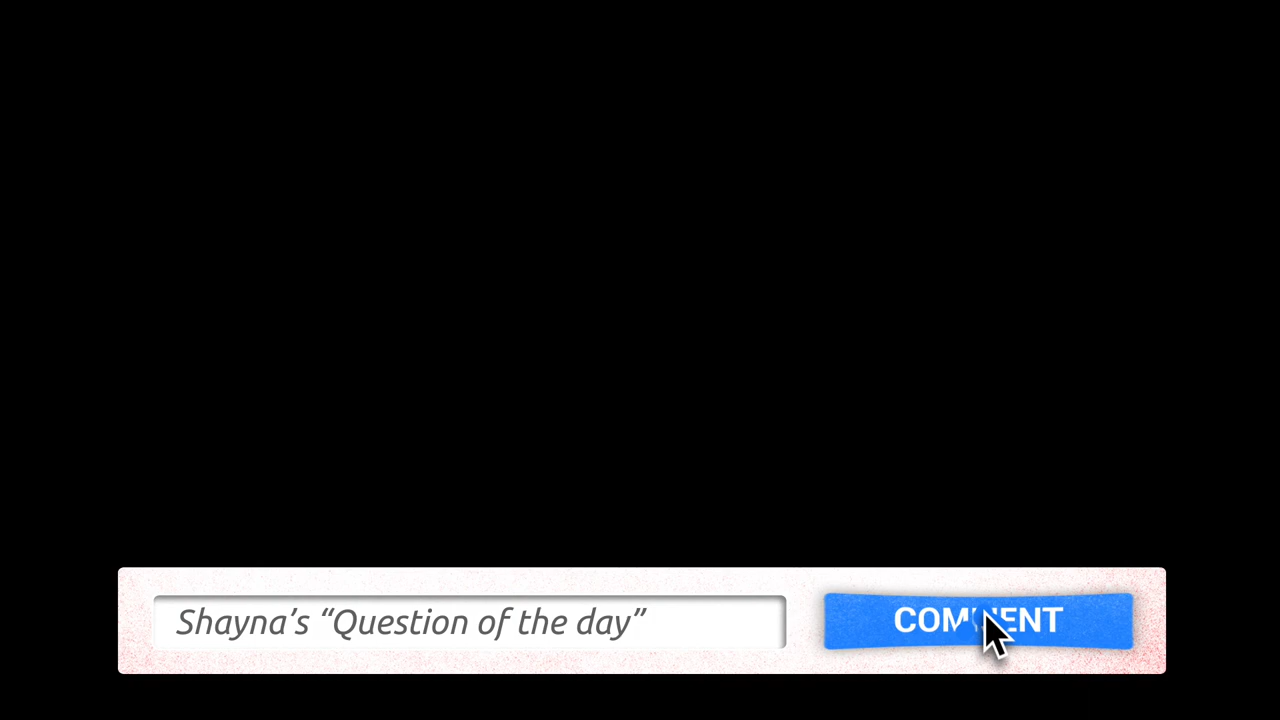 Shayna’s “Question of the day”
COMMENT